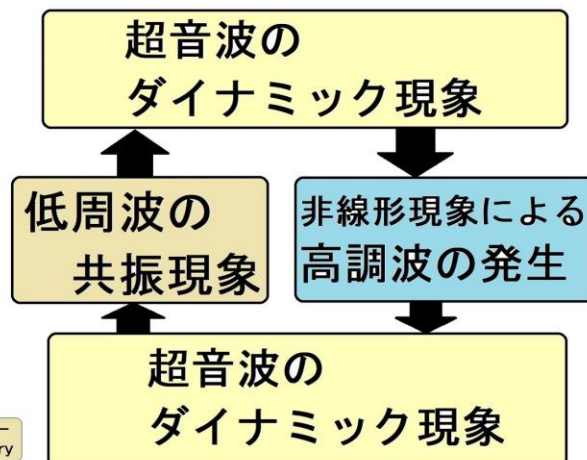 超音波の
ダイナミック現象
低周波の
共振現象
非線形現象による
高調波の発生
超音波の
ダイナミック現象
ー
ry